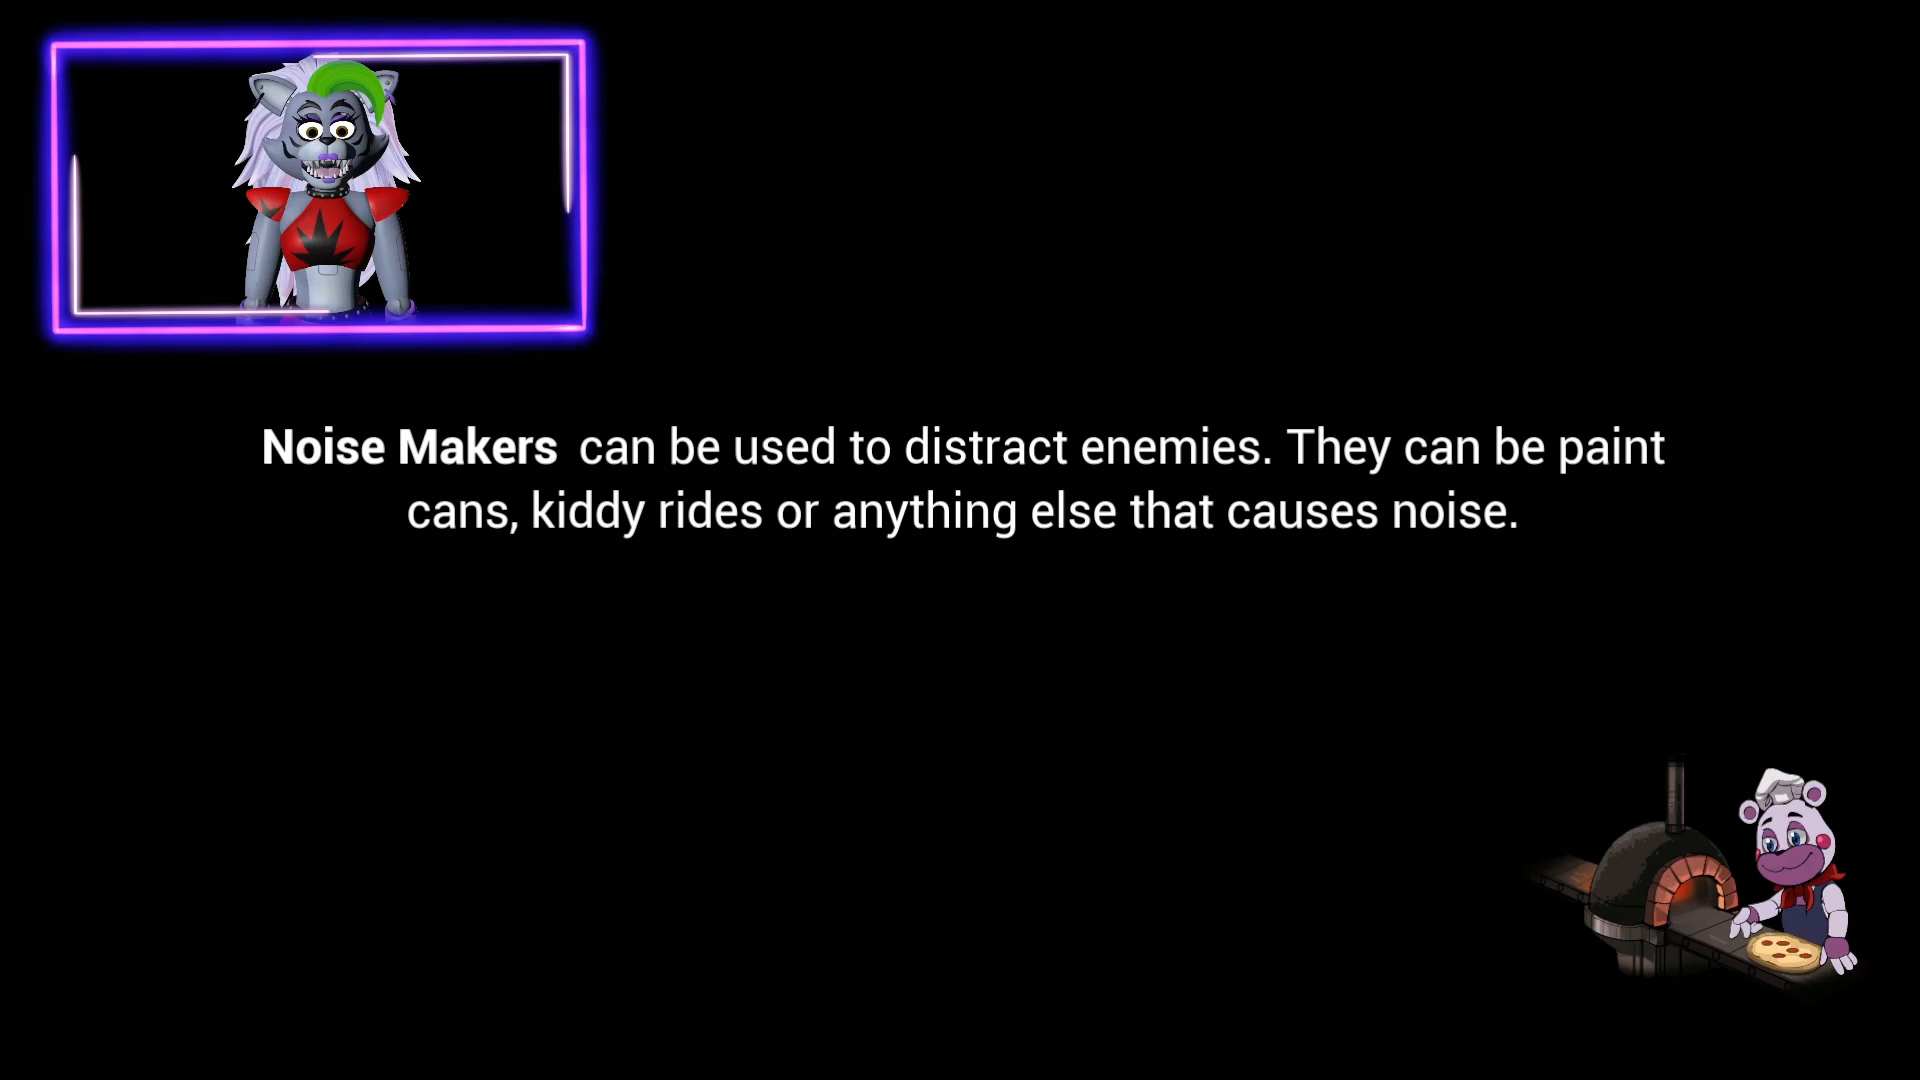 Noise Makers can be used to distract enemies. They can be paint
cans, kiddy rides or anything else that causes noise.